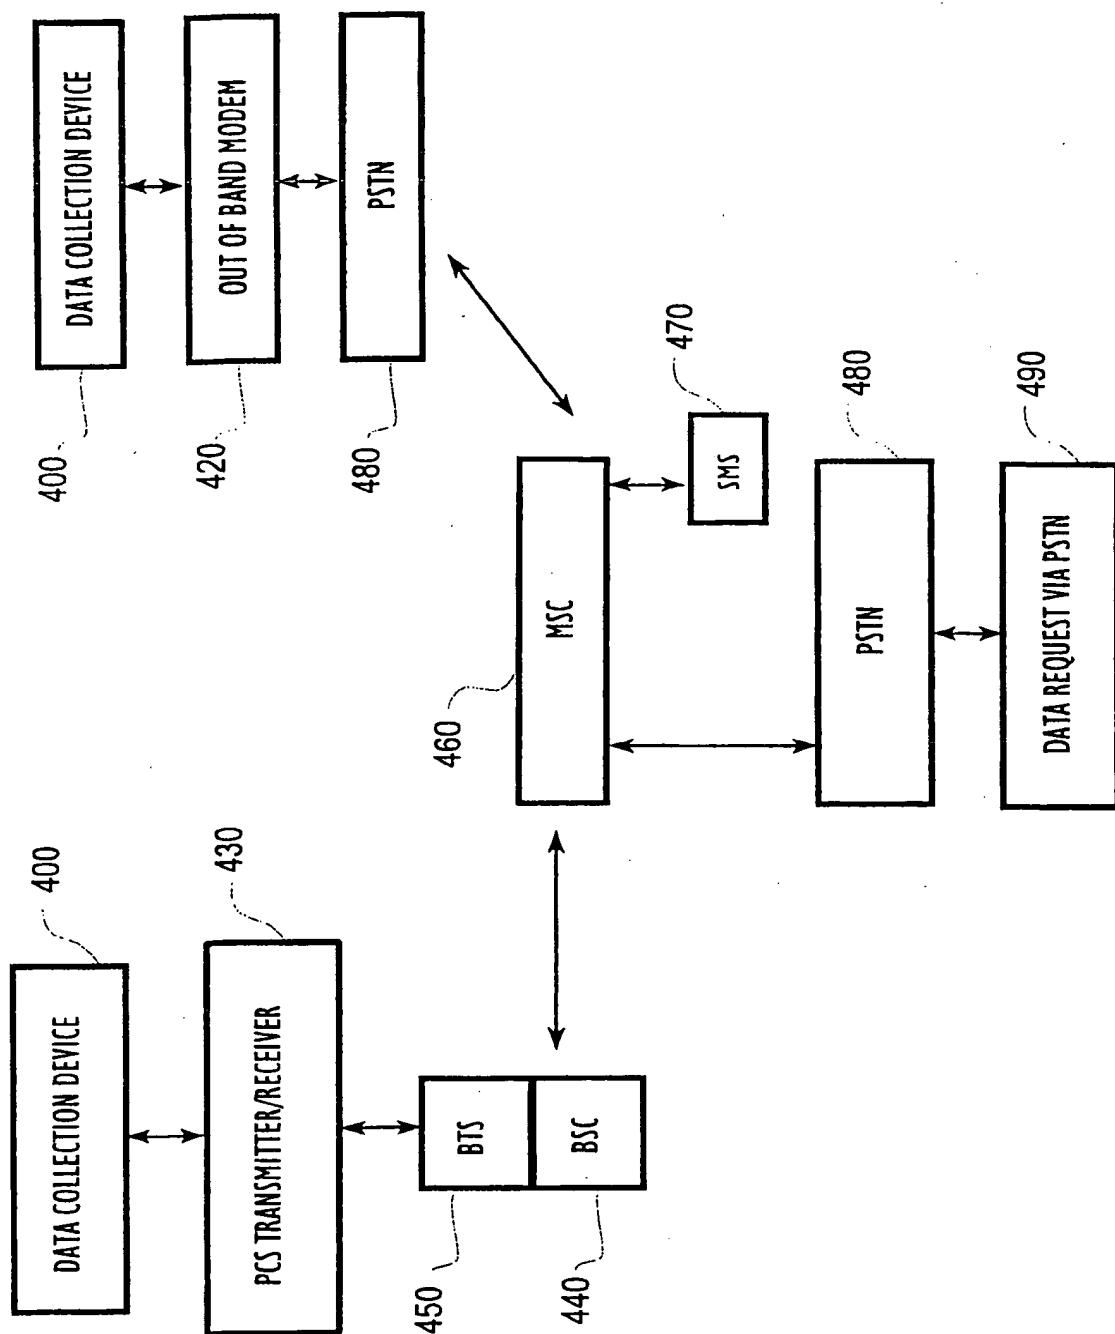 DATA COLLECTION DEVICE
400
PCS TRANSMITTER/RECEIVER
430
BTS
450
BSC
440
MSC
460
SMS
470
PSTN
480
DATA REQUEST VIA PSTN
490
DATA COLLECTION DEVICE
400
OUT OF BAND MODEM
420
PSTN
480